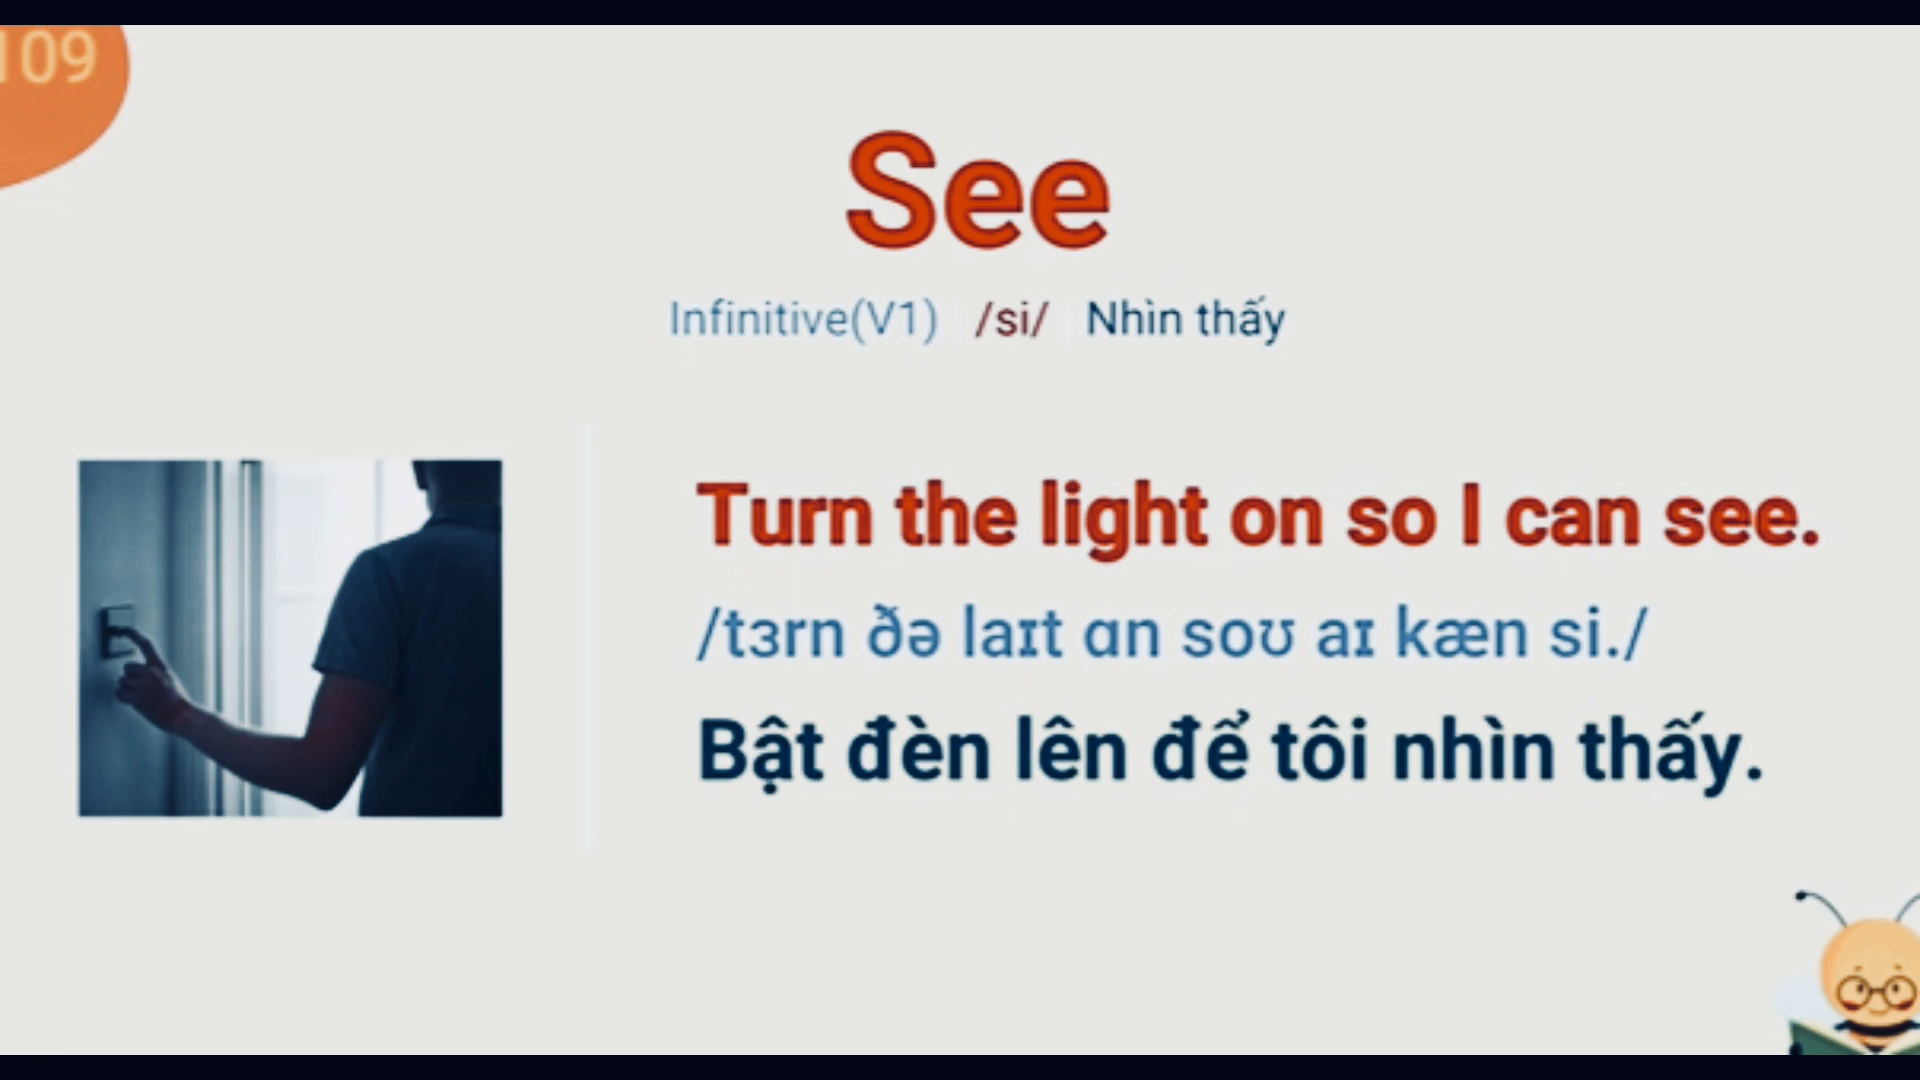 109
See
Infinitive(V1) /si/ Nhìn thấy
Turn the light on so I can see.
/tɜrn ðə laɪt ɑn soʊ aɪ kæn si./
Bật đèn lên để tôi nhìn thấy.